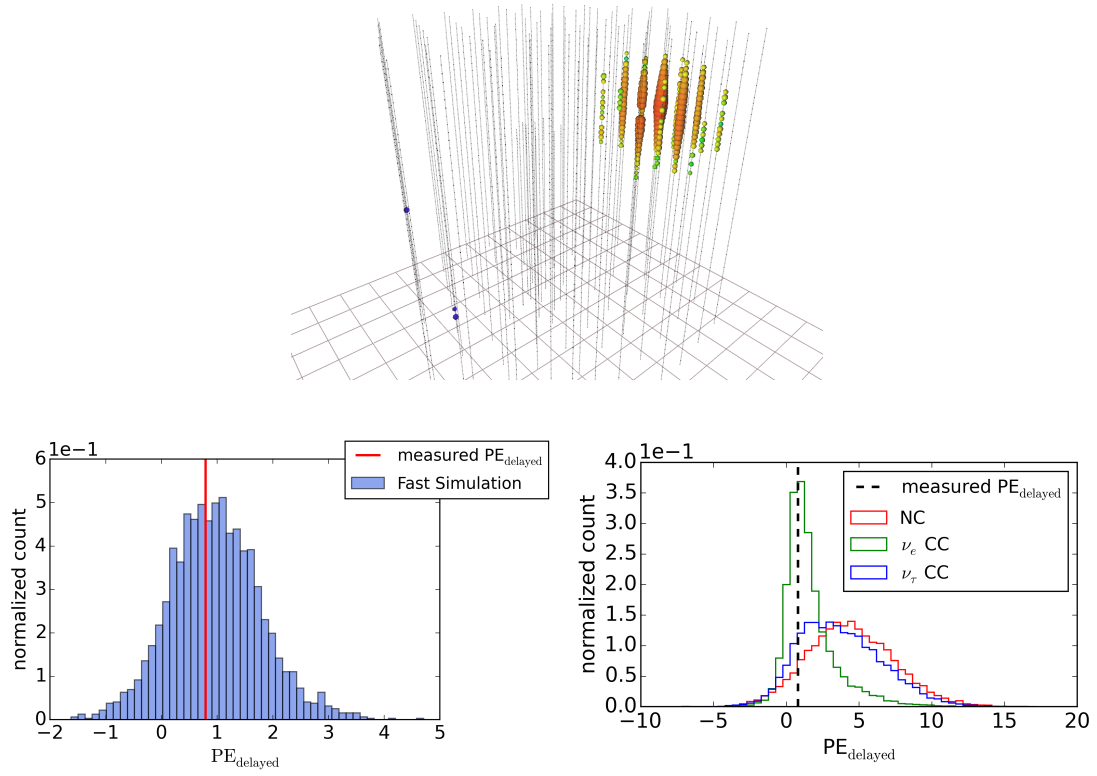 1e−1
6
5
4
3
2
1
0
−2
−1
0
1
2
3
4
5
normalized count
PE_delayed
measured PE_delayed
Fast Simulation
1e−1
4.0
3.5
3.0
2.5
2.0
1.5
1.0
0.5
0.0
−10
−5
0
5
10
15
20
normalized count
PE_delayed
measured PE_delayed
NC
ν_e CC
ν_τ CC